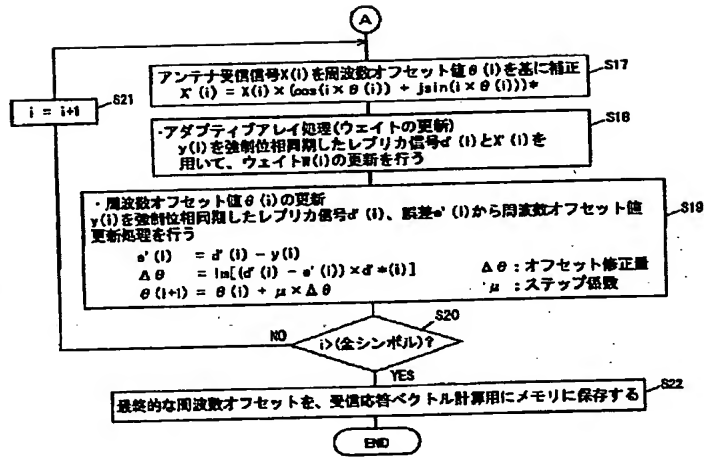 A
アンテナ受信信号X(i)を周波数オフセット値θ(i)を基に補正
X'(i) = X(i)×(cos(i×θ(i)) + jsin(i×θ(i)))*
S17
i = i+1
S21
・アダプティブアレイ処理(ウェイトの更新)
y(i)を強制位相同期したレプリカ信号d'(i)とX'(i)を
用いて、ウェイトW(i)の更新を行う
S18
・周波数オフセット値θ(i)の更新
y(i)を強制位相同期したレプリカ信号d'(i)、誤差e'(i)から周波数オフセット値
更新処理を行う
e'(i) = d'(i) - y(i)
Δθ = Im[(d'(i) - e'(i))×d'*(i)]
Δθ:オフセット修正量
θ(i+1) = θ(i) + μ×Δθ
μ:ステップ係数
S19
S20
NO
i>(全シンボル)?
YES
最終的な周波数オフセットを、受信応答ベクトル計算用にメモリに保存する
S22
END